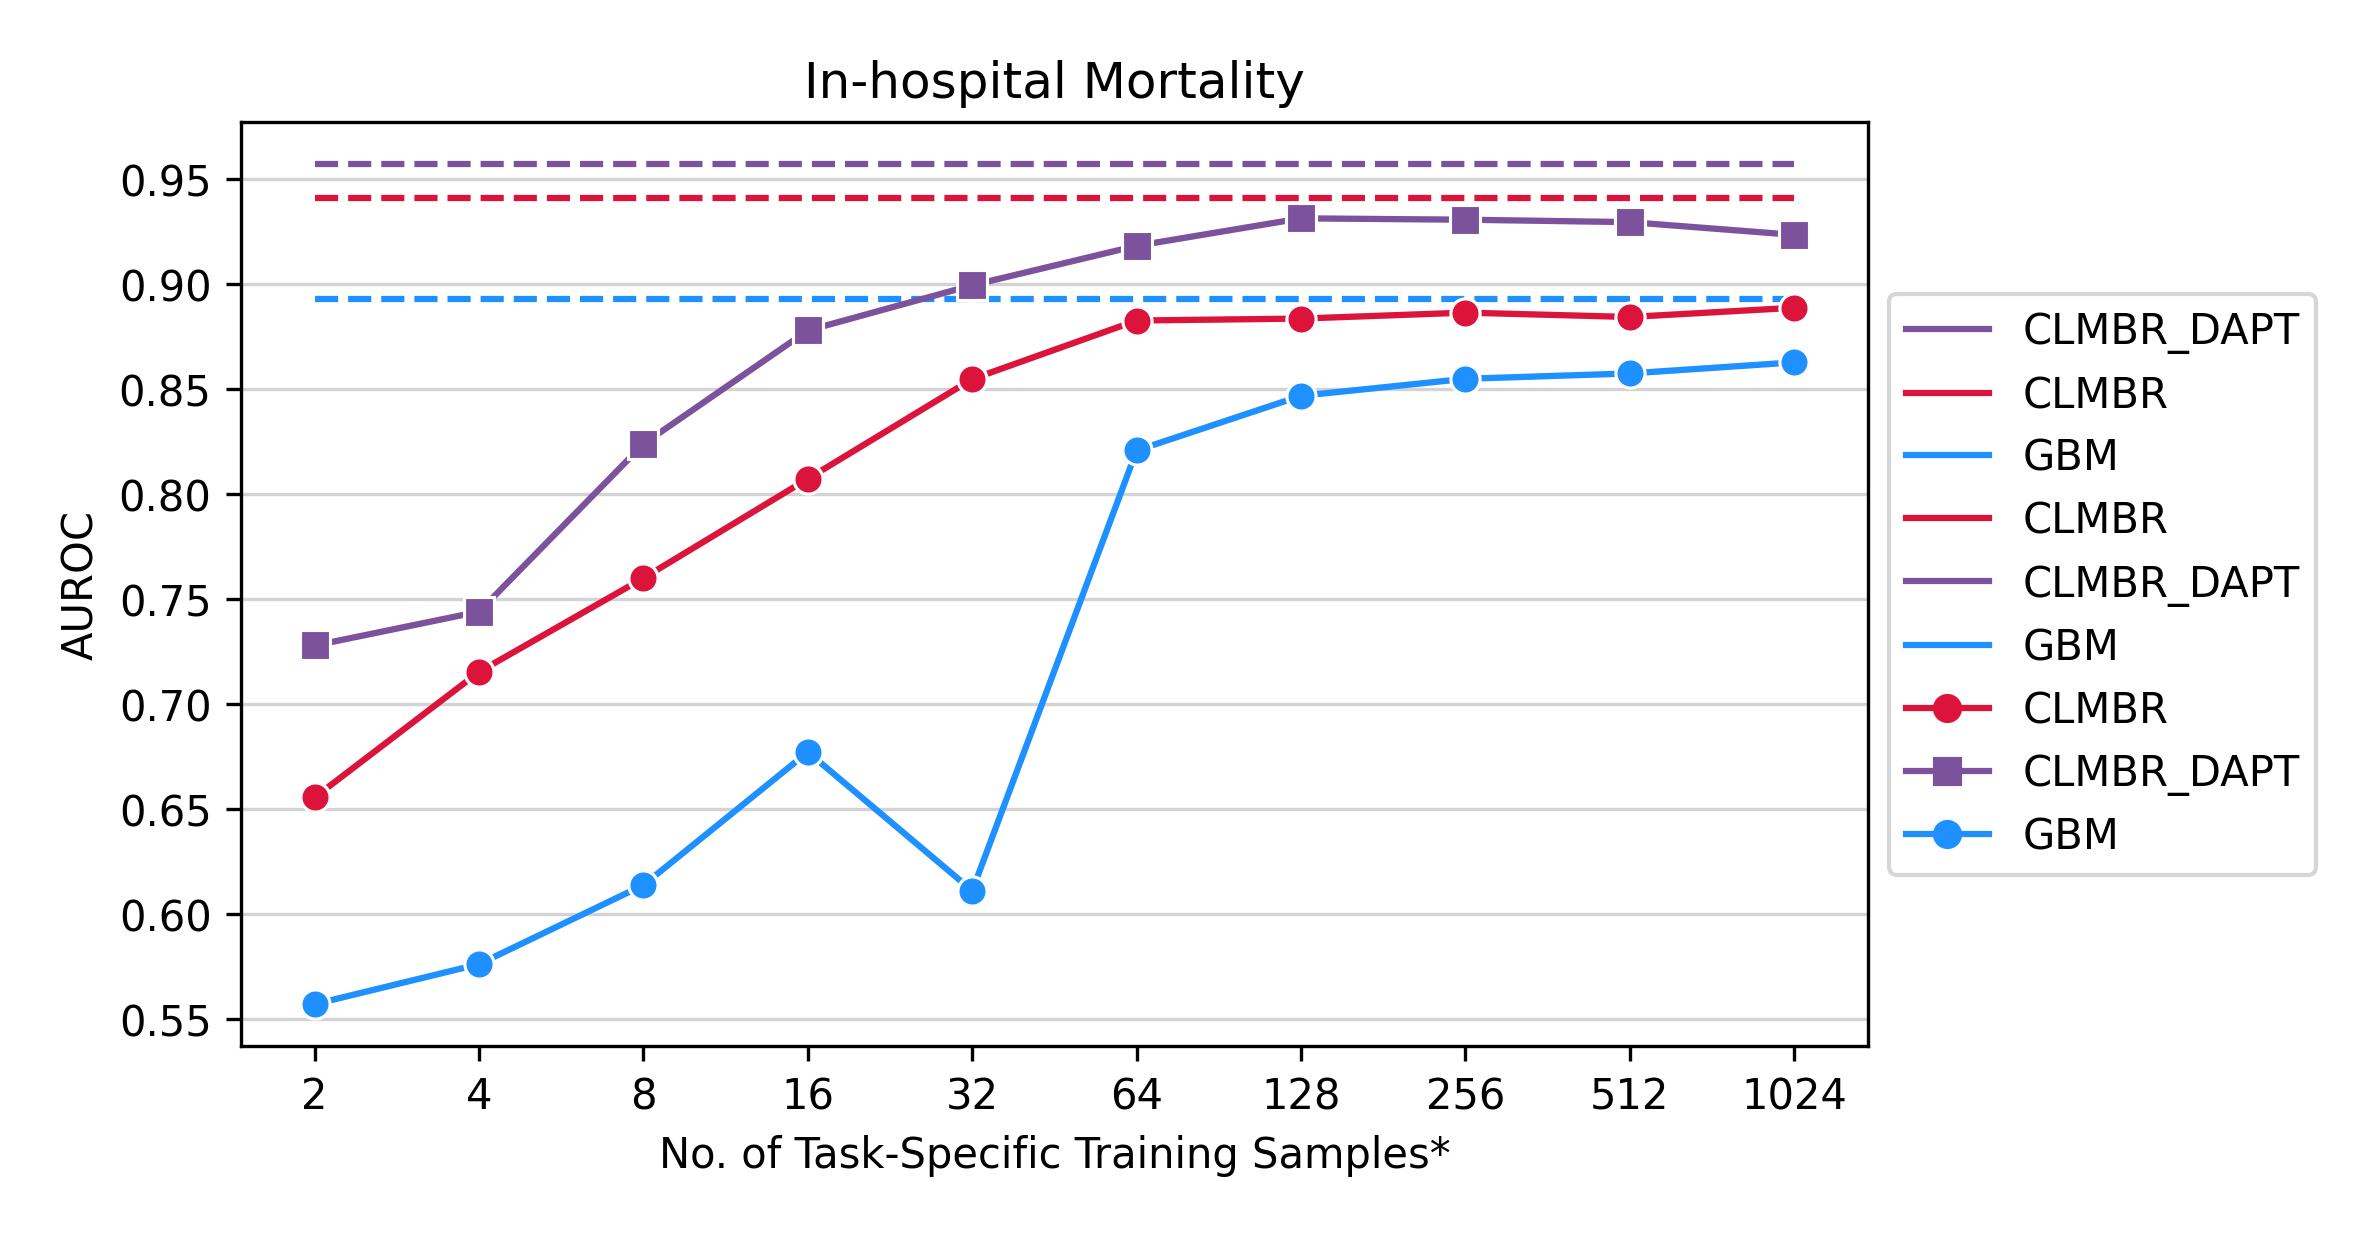 In-hospital Mortality
AUROC
0.95
0.90
0.85
0.80
0.75
0.70
0.65
0.60
0.55
2 4 8 16 32 64 128 256 512 1024
No. of Task-Specific Training Samples*
CLMBR_DAPT
CLMBR
GBM
CLMBR
CLMBR_DAPT
GBM
CLMBR
CLMBR_DAPT
GBM